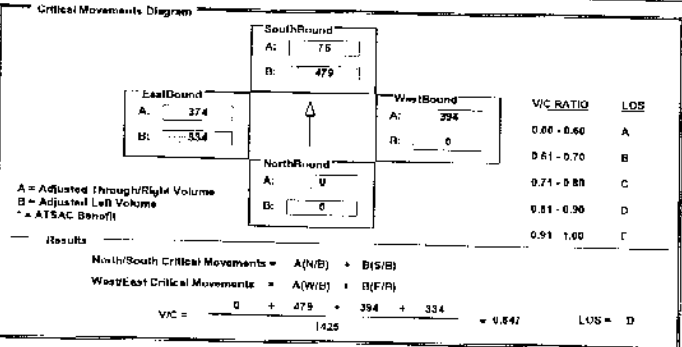 Critical Movements Diagram
SouthBound
A: 76
B: 479
EastBound
A: 374
B: 334
WestBound
A: 394
B: 0
NorthBound
A: 0
B: 0
V/C RATIO LOS
0.00 - 0.60 A
0.61 - 0.70 B
0.71 - 0.80 C
0.81 - 0.90 D
0.91 - 1.00
A = Adjusted Through/Right Volume
B = Adjusted Left Volume
* = ATSAC Benefit
Results
North/South Critical Movements = A(N/B) + B(S/B)
West/East Critical Movements = A(W/B) + B(E/B)
V/C = 0 + 479 + 394 + 334
1425
= 0.847 LOS = D